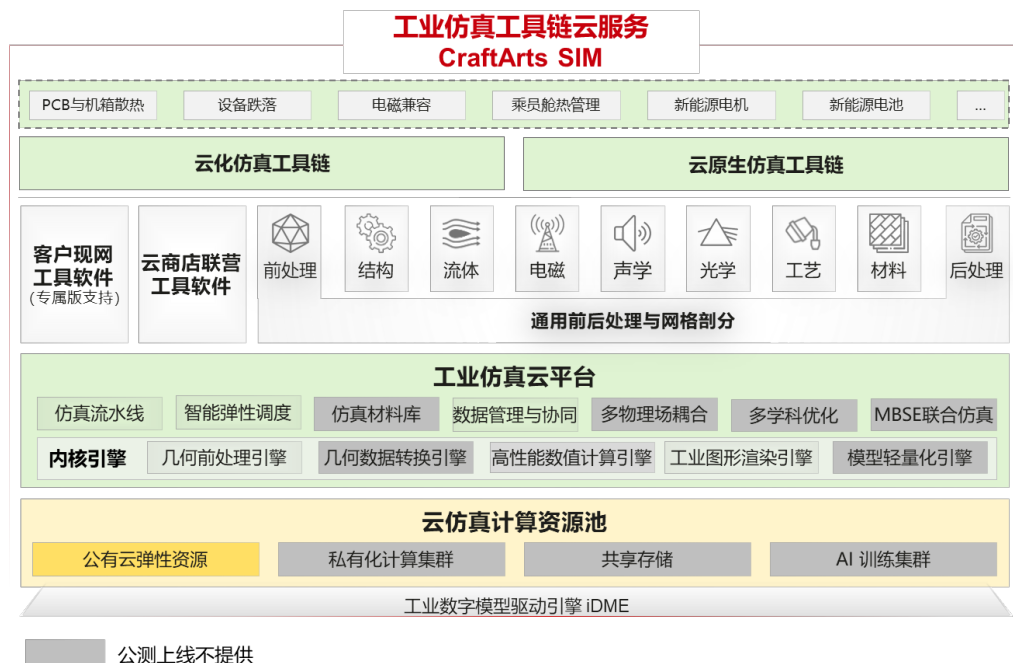 工业仿真工具链云服务
CraftArts SIM
PCB与机箱散热
设备跌落
电磁兼容
乘员舱热管理
新能源电机
新能源电池
...
云化仿真工具链
云原生仿真工具链
客户现网
工具软件
(专属版支持)
云商店联营
工具软件
前处理
结构
流体
电磁
声学
光学
工艺
材料
后处理
通用前后处理与网格剖分
工业仿真云平台
仿真流水线
智能弹性调度
仿真材料库
数据管理与协同
多物理场耦合
多学科优化
MBSE联合仿真
内核引擎
几何前处理引擎
几何数据转换引擎
高性能数值计算引擎
工业图形渲染引擎
模型轻量化引擎
云仿真计算资源池
公有云弹性资源
私有化计算集群
共享存储
AI 训练集群
工业数字模型驱动引擎 iDME
公测上线不提供